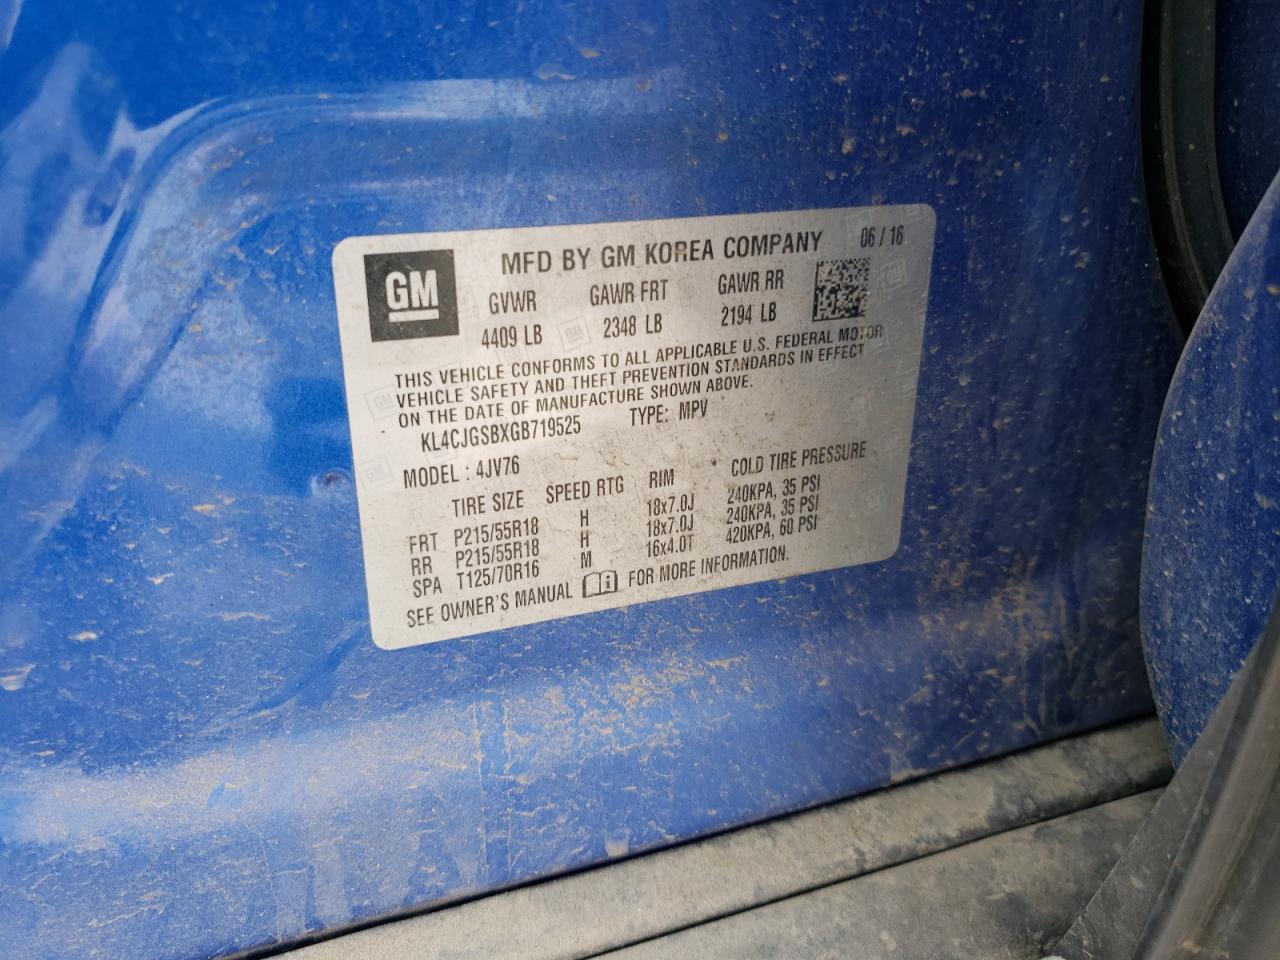 GM MFD BY GM KOREA COMPANY 06 / 16
GVWR GAWR FRT GAWR RR
4409 LB 2348 LB 2194 LB
THIS VEHICLE CONFORMS TO ALL APPLICABLE U.S. FEDERAL MOTOR
VEHICLE SAFETY AND THEFT PREVENTION STANDARDS IN EFFECT
ON THE DATE OF MANUFACTURE SHOWN ABOVE.
KL4CJGSBXGB719525 TYPE: MPV
MODEL : 4JV76
TIRE SIZE SPEED RTG RIM COLD TIRE PRESSURE
FRT P215/55R18 H 18x7.0J 240KPA, 35 PSI
RR P215/55R18 H 18x7.0J 240KPA, 35 PSI
SPA T125/70R16 M 16x4.0T 420KPA, 60 PSI
SEE OWNER'S MANUAL FOR MORE INFORMATION.